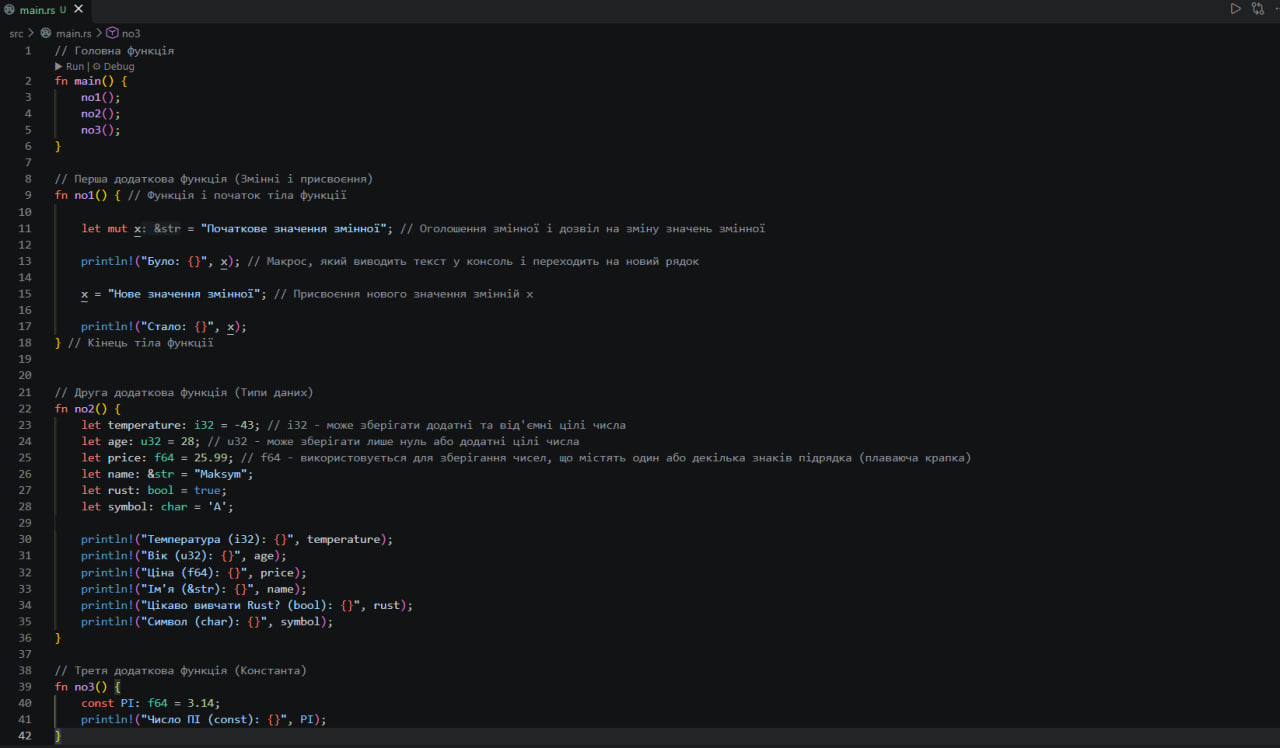 main.rs U
src > main.rs > no3
1 // Головна функція
Run | Debug
2 fn main() {
3 no1();
4 no2();
5 no3();
6 }
7
8 // Перша додаткова функція (Змінні і присвоєння)
9 fn no1() { // Функція і початок тіла функції
10
11 let mut x: &str = "Початкове значення змінної"; // Оголошення змінної і дозвіл на зміну значень змінної
12
13 println!("Було: {}", x); // Макрос, який виводить текст у консоль і переходить на новий рядок
14
15 x = "Нове значення змінної"; // Присвоєння нового значення змінній x
16
17 println!("Стало: {}", x);
18 } // Кінець тіла функції
19
20
21 // Друга додаткова функція (Типи даних)
22 fn no2() {
23 let temperature: i32 = -43; // i32 - може зберігати додатні та від'ємні цілі числа
24 let age: u32 = 28; // u32 - може зберігати лише нуль або додатні цілі числа
25 let price: f64 = 25.99; // f64 - використовується для зберігання чисел, що містять один або декілька знаків підрядка (плаваюча крапка)
26 let name: &str = "Maksym";
27 let rust: bool = true;
28 let symbol: char = 'A';
29
30 println!("Температура (i32): {}", temperature);
31 println!("Вік (u32): {}", age);
32 println!("Ціна (f64): {}", price);
33 println!("Ім'я (&str): {}", name);
34 println!("Цікаво вивчати Rust? (bool): {}", rust);
35 println!("Символ (char): {}", symbol);
36 }
37
38 // Третя додаткова функція (Константа)
39 fn no3() {
40 const PI: f64 = 3.14;
41 println!("Число ПІ (const): {}", PI);
42 }